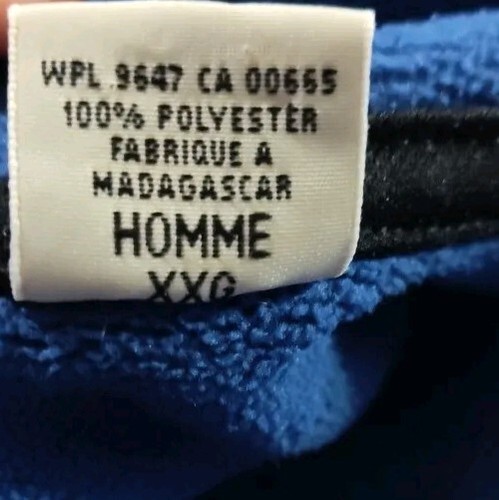 WPL 9647 CA 00665
100% POLYESTER
FABRIQUE A
MADAGASCAR
HOMME
XXG